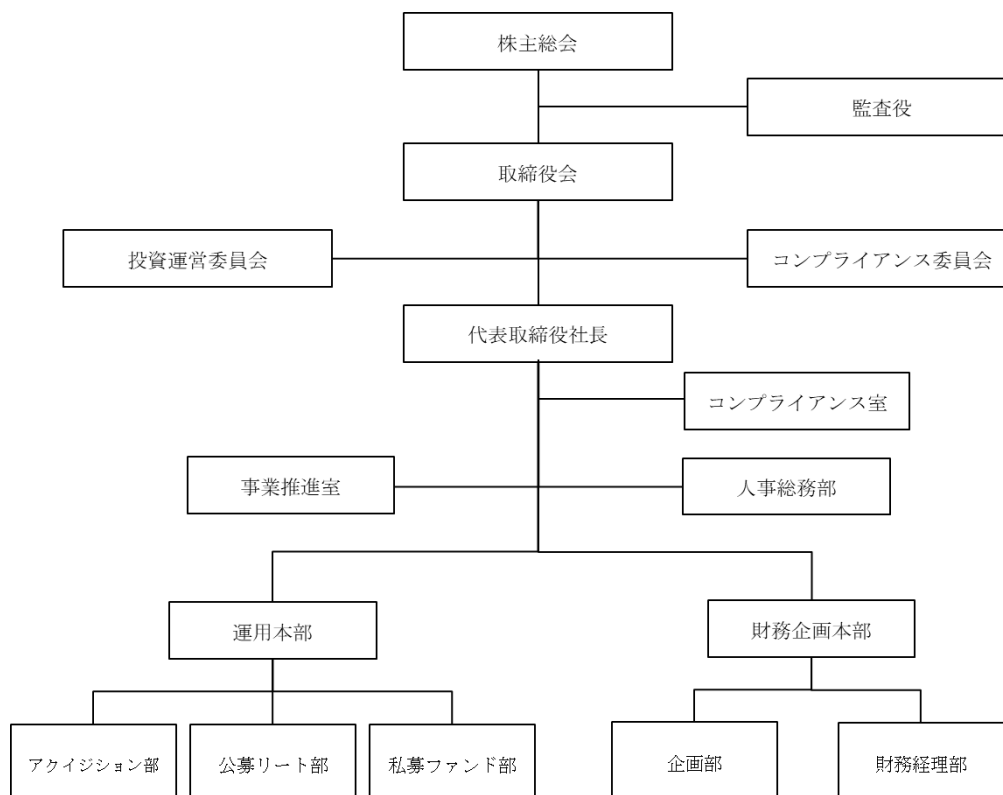 株主総会
監査役
取締役会
投資運営委員会
コンプライアンス委員会
代表取締役社長
コンプライアンス室
事業推進室
人事総務部
運用本部
財務企画本部
アクイジション部
公募リート部
私募ファンド部
企画部
財務経理部